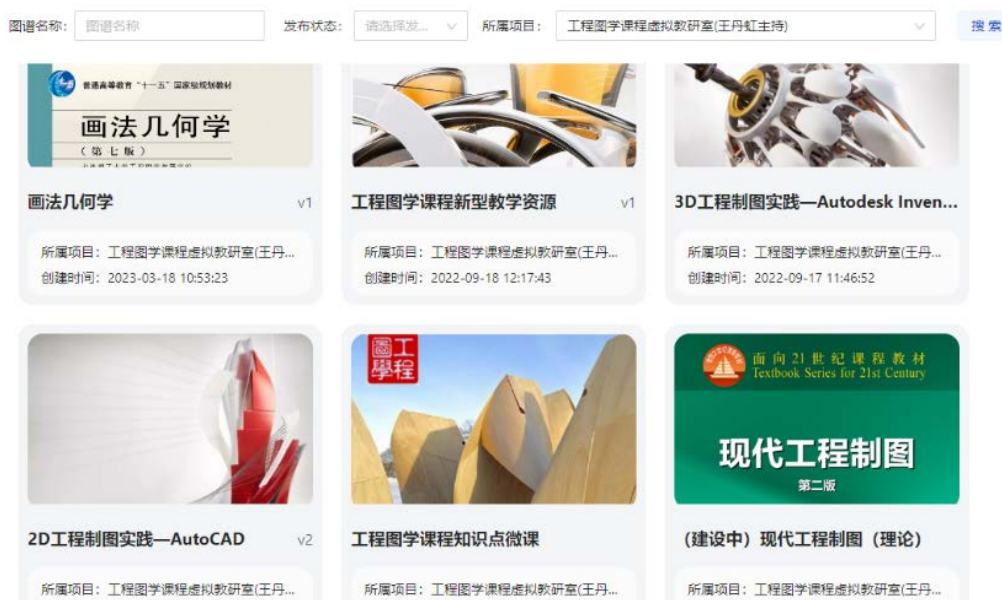 图谱名称： 图谱名称 发布状态： 请选择发... 所属项目： 工程图学课程虚拟教研室(王丹虹主持) 搜 索
普通高等教育“十一五”国家级规划教材
画法几何学
（第七版）
画法几何学 v1
工程图学课程新型教学资源 v1
3D工程制图实践—Autodesk Inven...
所属项目：工程图学课程虚拟教研室(王丹...
创建时间：2023-03-18 10:53:23
所属项目：工程图学课程虚拟教研室(王丹...
创建时间：2022-09-18 12:17:43
所属项目：工程图学课程虚拟教研室(王丹...
创建时间：2022-09-17 11:46:52
圖工
學程
面向21世纪课程教材
Textbook Series for 21st Century
现代工程制图
第二版
2D工程制图实践—AutoCAD v2
工程图学课程知识点微课
（建设中）现代工程制图（理论）
所属项目：工程图学课程虚拟教研室(王丹...
所属项目：工程图学课程虚拟教研室(王丹...
所属项目：工程图学课程虚拟教研室(王丹...